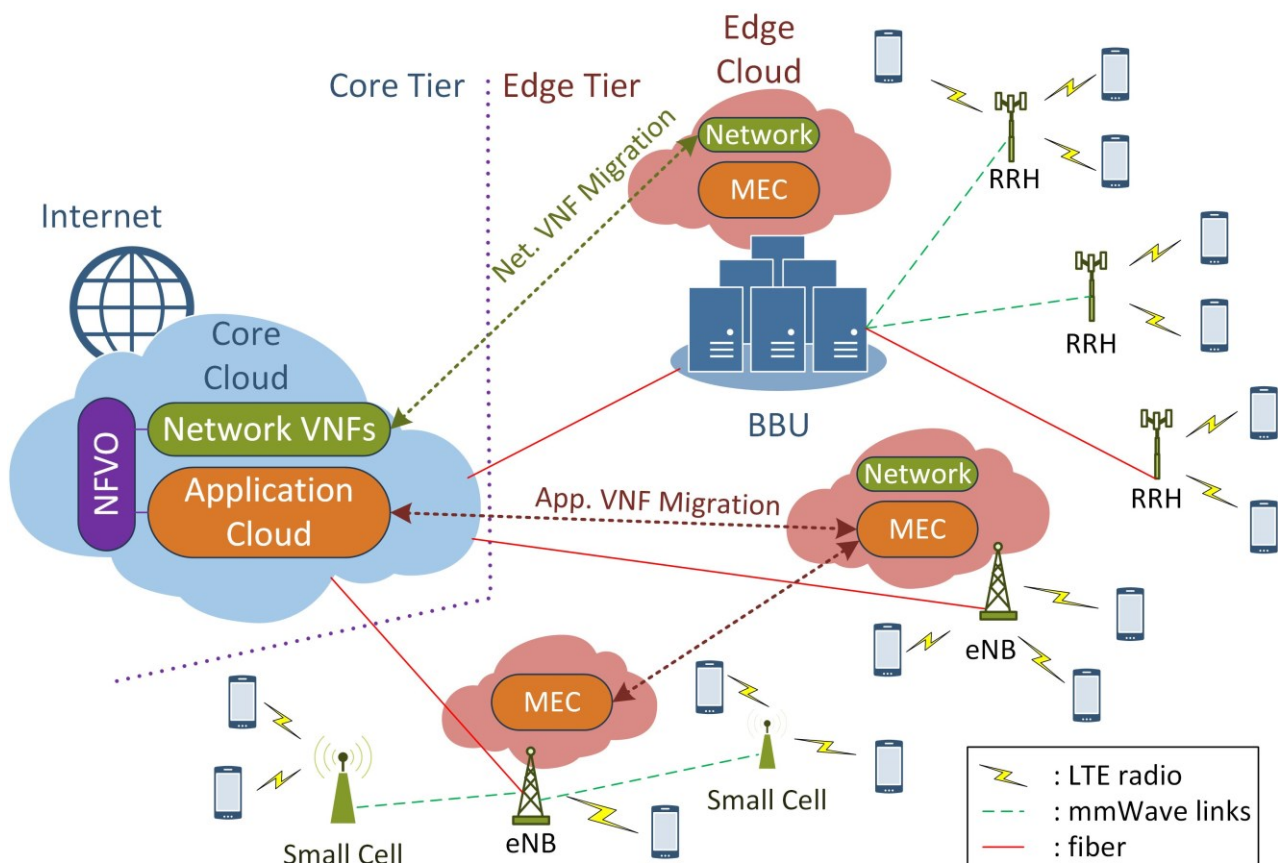 Core Tier
Edge Tier
Edge
Cloud
Network
MEC
Net. VNF Migration
RRH
Internet
RRH
Core
Cloud
NFVO
Network VNFs
Application
Cloud
BBU
RRH
App. VNF Migration
Network
MEC
eNB
MEC
Small Cell
eNB
Small Cell
: LTE radio
: mmWave links
: fiber